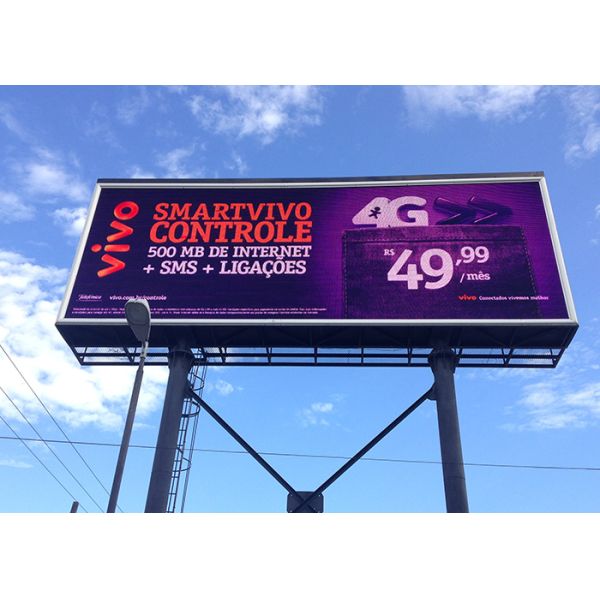 vivo
SMARTVIVO
CONTROLE
500 MB DE INTERNET
+ SMS + LIGAÇÕES
4G
R$ 49,99
/mês
Telefónica
vivo.com.br/controle
vivo Conectados vivemos melhor